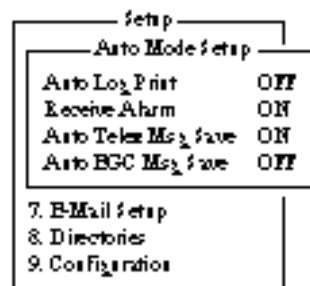 Setup
Auto Mode Setup
Auto Log Print OFF
Receive Alarm ON
Auto Telex Msg Save ON
Auto EGC Msg Save OFF
7. E-Mail Setup
8. Directories
9. Configuration